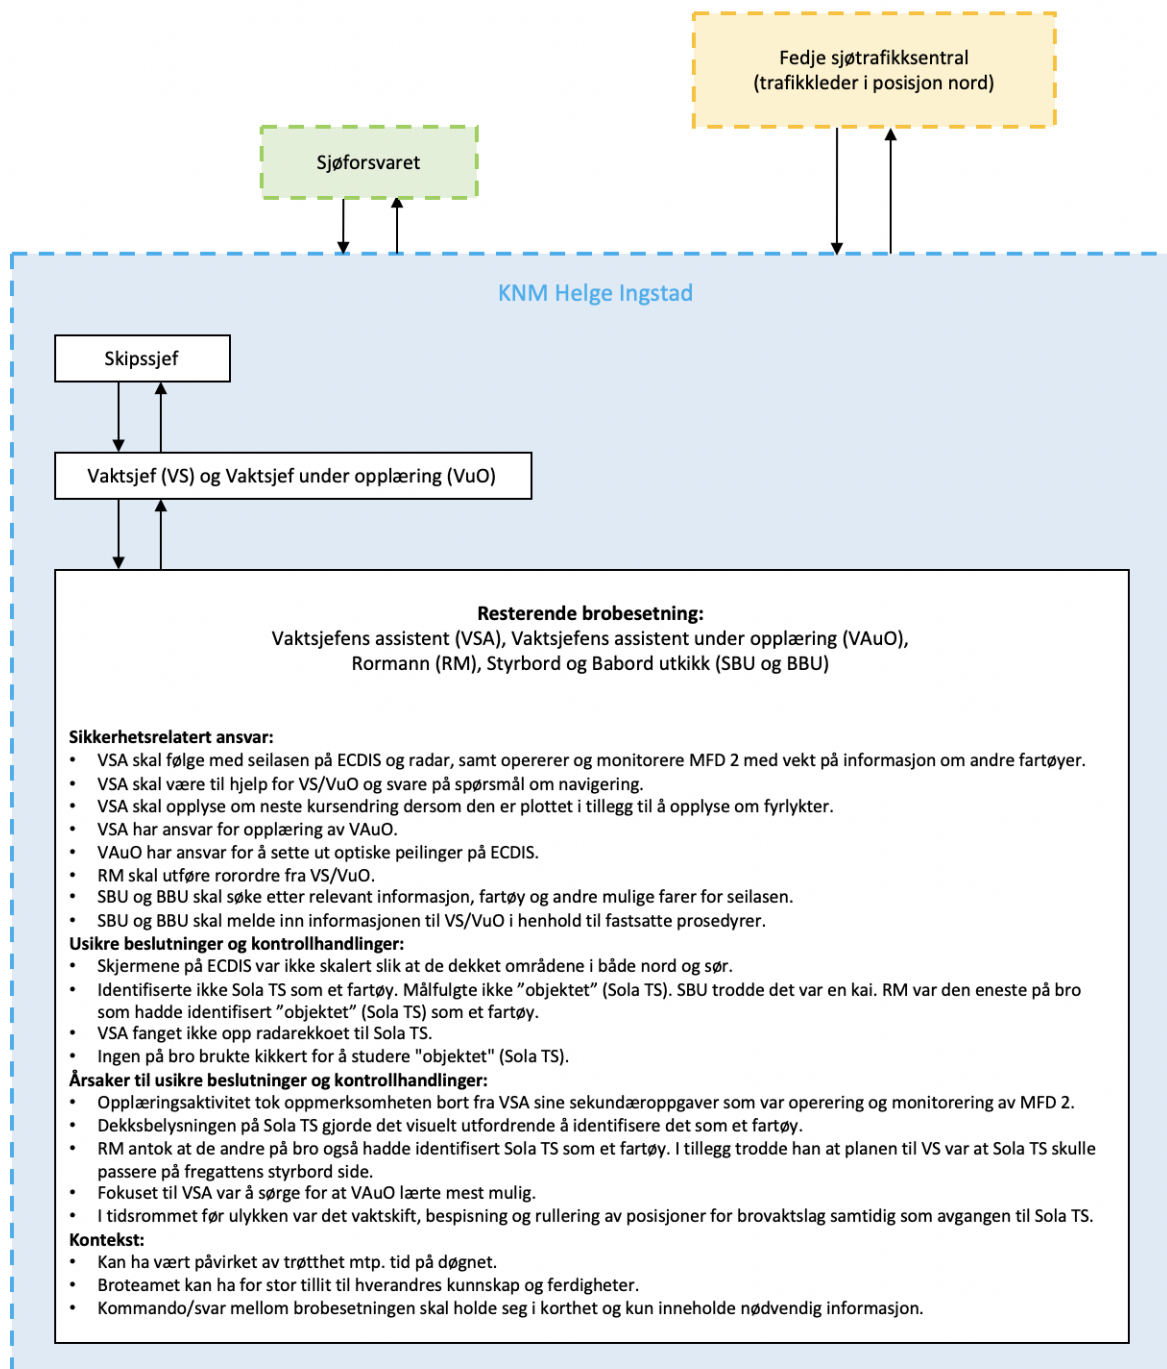 Fedje sjøtrafikksentral
(trafikkleder i posisjon nord)
Sjøforsvaret
KNM Helge Ingstad
Skipssjef
Vaktsjef (VS) og Vaktsjef under opplæring (VuO)
Resterende brobesetning:
Vaktsjefens assistent (VSA), Vaktsjefens assistent under opplæring (VAuO),
Rormann (RM), Styrbord og Babord utkikk (SBU og BBU)
Sikkerhetsrelatert ansvar:
• VSA skal følge med seilasen på ECDIS og radar, samt opererer og monitorere MFD 2 med vekt på informasjon om andre fartøyer.
• VSA skal være til hjelp for VS/VuO og svare på spørsmål om navigering.
• VSA skal opplyse om neste kursendring dersom den er plottet i tillegg til å opplyse om fyrlykter.
• VSA har ansvar for opplæring av VAuO.
• VAuO har ansvar for å sette ut optiske peilinger på ECDIS.
• RM skal utføre rorordre fra VS/VuO.
• SBU og BBU skal søke etter relevant informasjon, fartøy og andre mulige farer for seilasen.
• SBU og BBU skal melde inn informasjonen til VS/VuO i henhold til fastsatte prosedyrer.
Usikre beslutninger og kontrollhandlinger:
• Skjermene på ECDIS var ikke skalert slik at de dekket områdene i både nord og sør.
• Identifiserte ikke Sola TS som et fartøy. Målfulgte ikke ”objektet” (Sola TS). SBU trodde det var en kai. RM var den eneste på bro
som hadde identifisert ”objektet” (Sola TS) som et fartøy.
• VSA fanget ikke opp radarekkoet til Sola TS.
• Ingen på bro brukte kikkert for å studere "objektet" (Sola TS).
Årsaker til usikre beslutninger og kontrollhandlinger:
• Opplæringsaktivitet tok oppmerksomheten bort fra VSA sine sekundæroppgaver som var operering og monitorering av MFD 2.
• Dekksbelysningen på Sola TS gjorde det visuelt utfordrende å identifisere det som et fartøy.
• RM antok at de andre på bro også hadde identifisert Sola TS som et fartøy. I tillegg trodde han at planen til VS var at Sola TS skulle
passere på fregattens styrbord side.
• Fokuset til VSA var å sørge for at VAuO lærte mest mulig.
• I tidsrommet før ulykken var det vaktskift, bespisning og rullering av posisjoner for brovaktslag samtidig som avgangen til Sola TS.
Kontekst:
• Kan ha vært påvirket av trøtthet mtp. tid på døgnet.
• Broteamet kan ha for stor tillit til hverandres kunnskap og ferdigheter.
• Kommando/svar mellom brobesetningen skal holde seg i korthet og kun inneholde nødvendig informasjon.